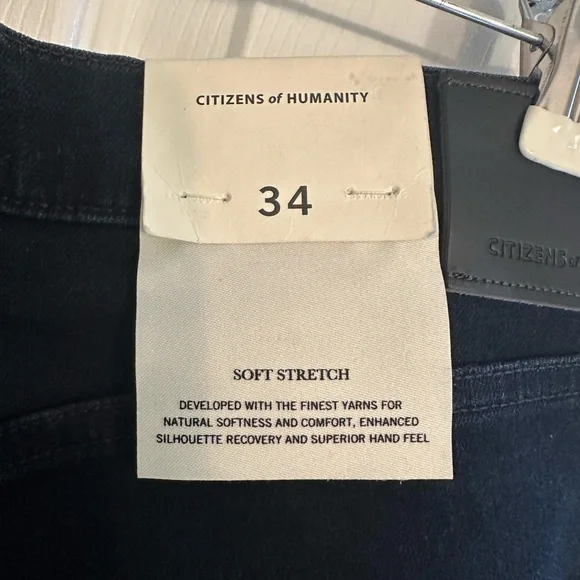 CITIZENS of HUMANITY
34
CITIZENS of
SOFT STRETCH
DEVELOPED WITH THE FINEST YARNS FOR
NATURAL SOFTNESS AND COMFORT, ENHANCED
SILHOUETTE RECOVERY AND SUPERIOR HAND FEEL